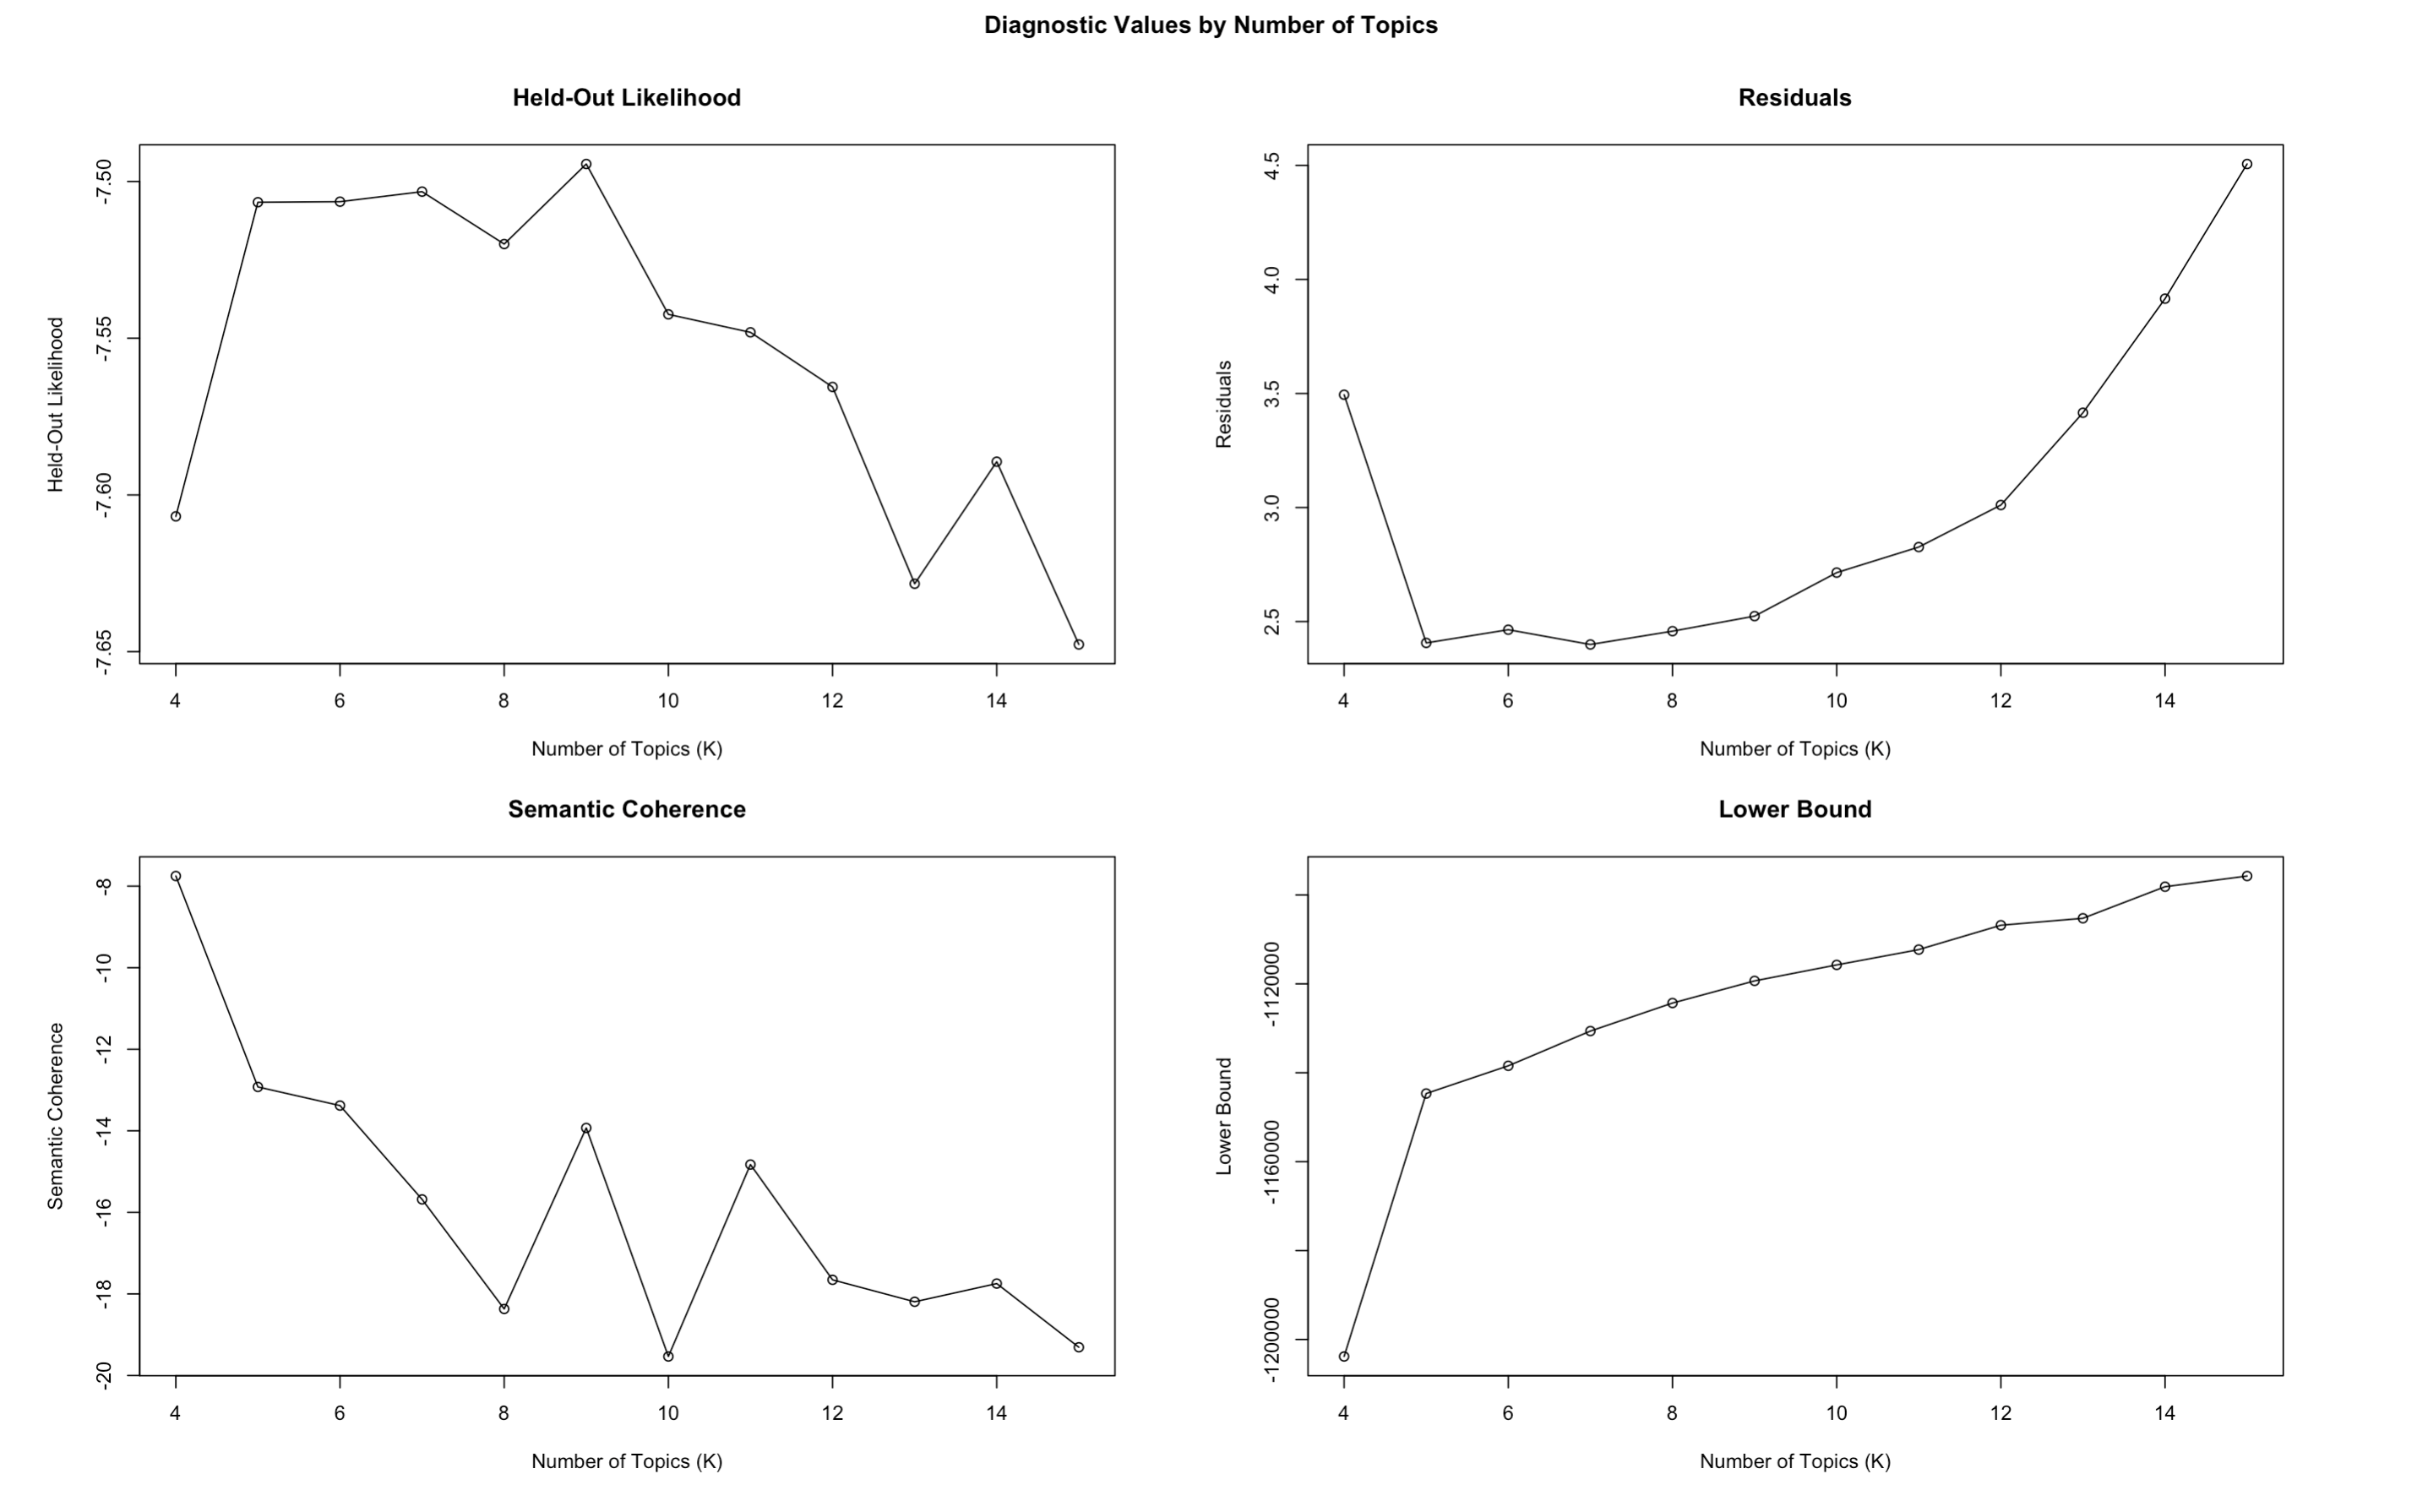 Diagnostic Values by Number of Topics
Held-Out Likelihood
Held-Out Likelihood
-7.50
-7.55
-7.60
-7.65
4 6 8 10 12 14
Number of Topics (K)
Residuals
Residuals
4.5
4.0
3.5
3.0
2.5
4 6 8 10 12 14
Number of Topics (K)
Semantic Coherence
Semantic Coherence
-8
-10
-12
-14
-16
-18
-20
4 6 8 10 12 14
Number of Topics (K)
Lower Bound
Lower Bound
-1120000
-1160000
-1200000
4 6 8 10 12 14
Number of Topics (K)